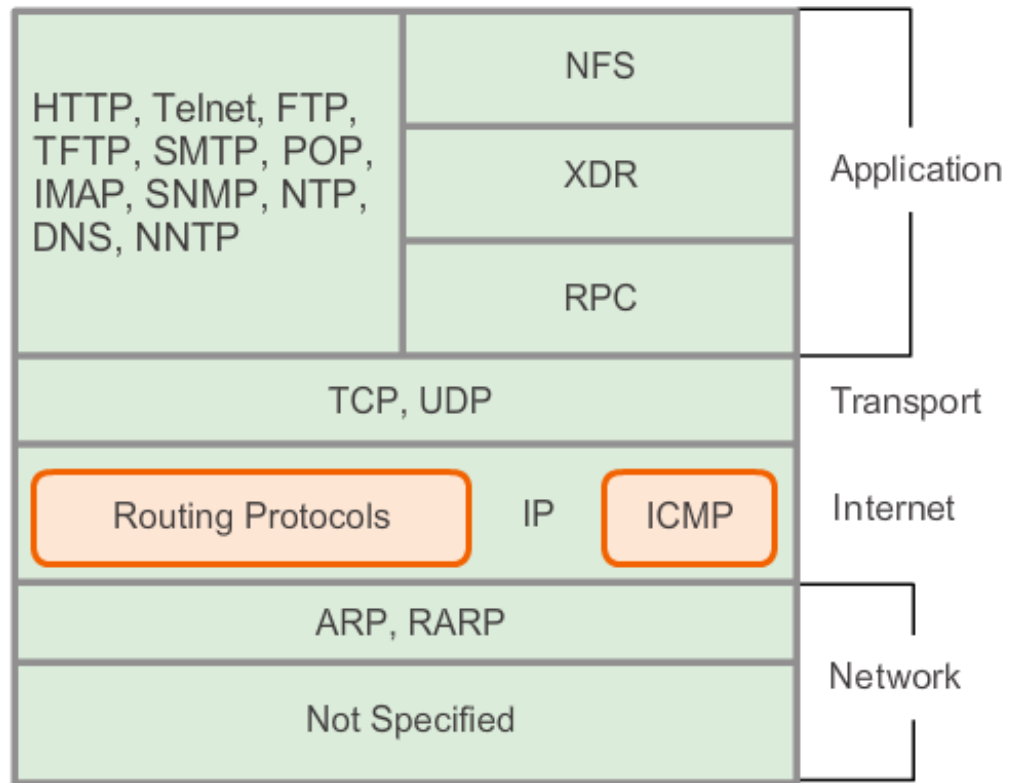 HTTP, Telnet, FTP,
TFTP, SMTP, POP,
IMAP, SNMP, NTP,
DNS, NNTP
NFS
XDR
RPC
Application
TCP, UDP
Transport
Routing Protocols
IP
ICMP
Internet
ARP, RARP
Not Specified
Network